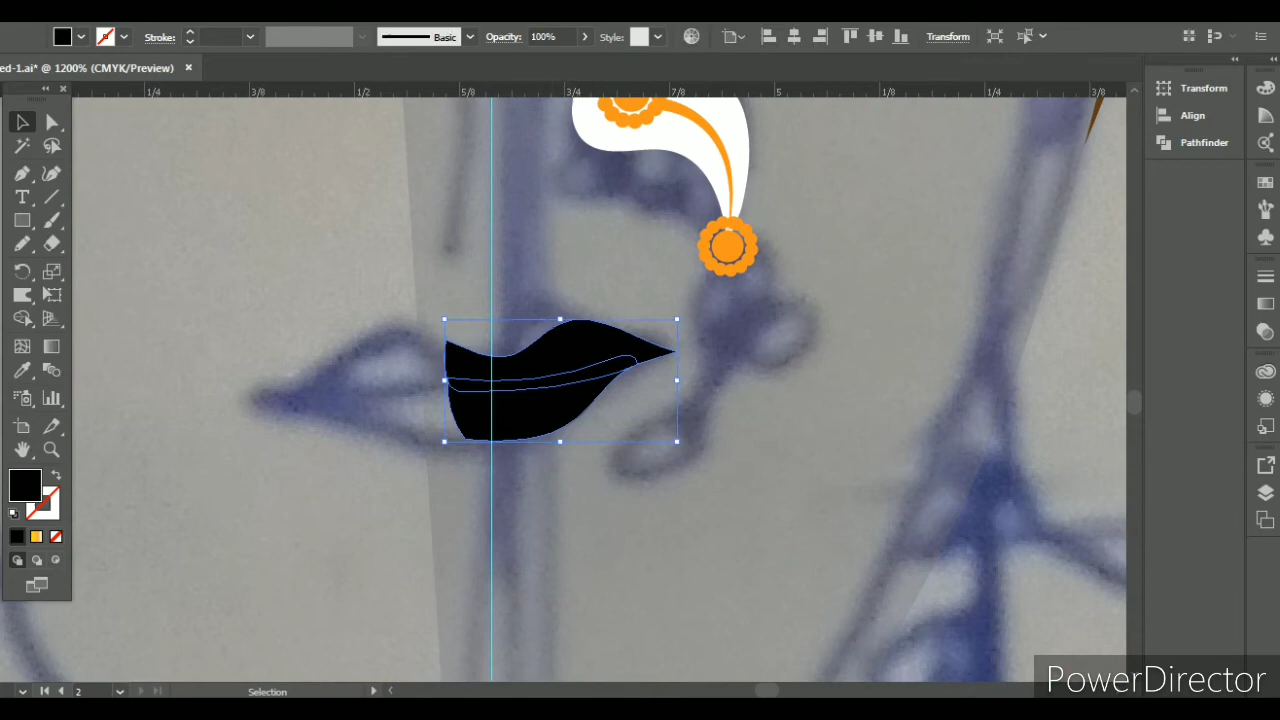 Stroke:
Basic
Opacity:
100%
Style:
Transform
ed-1.ai* @ 1200% (CMYK/Preview)
1/4
3/8
1/2
5/8
3/4
7/8
5
1/8
1/4
3/8
Transform
Align
Pathfinder
2
Selection
PowerDirector